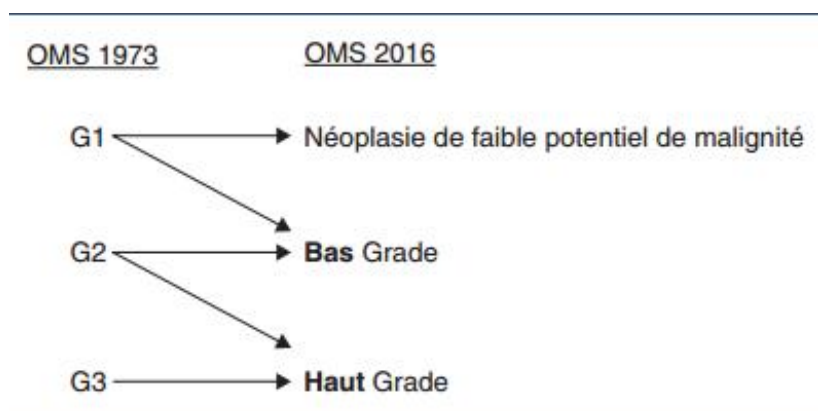 OMS 1973 OMS 2016
G1 Néoplasie de faible potentiel de malignité
G2 Bas Grade
G3 Haut Grade